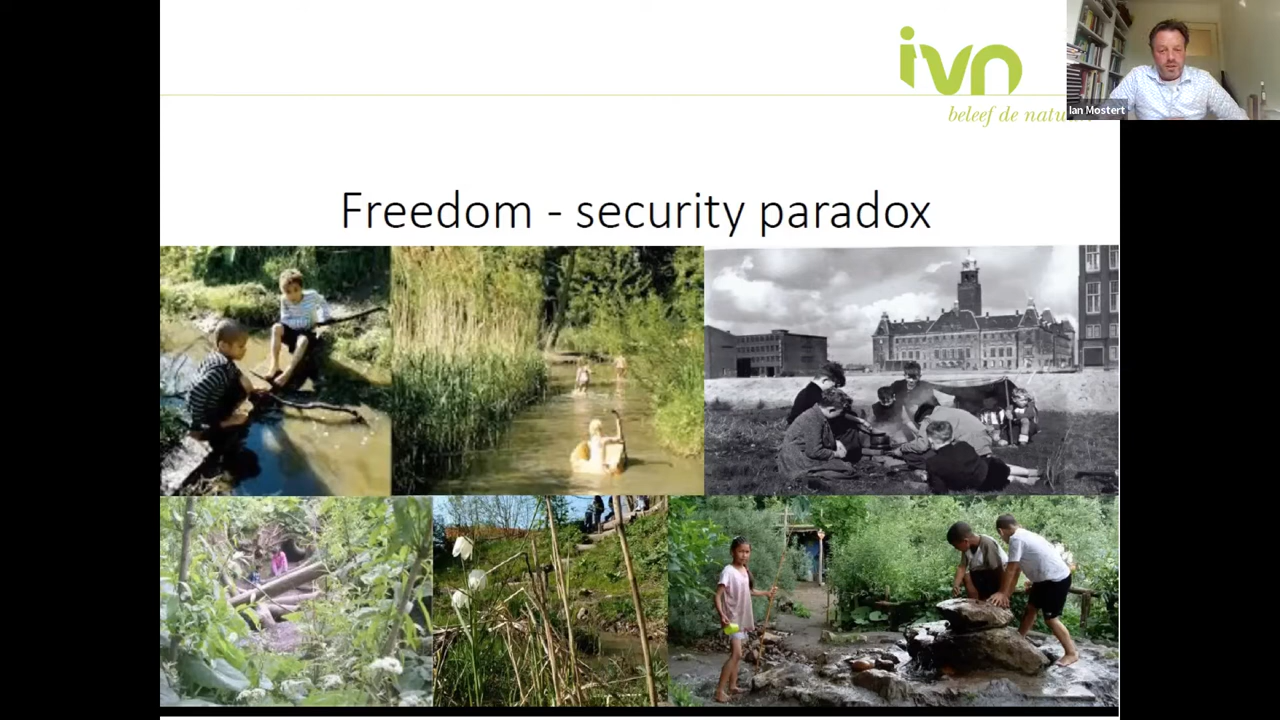 ivn
beleef de natu
Ian Mostert
Freedom - security paradox